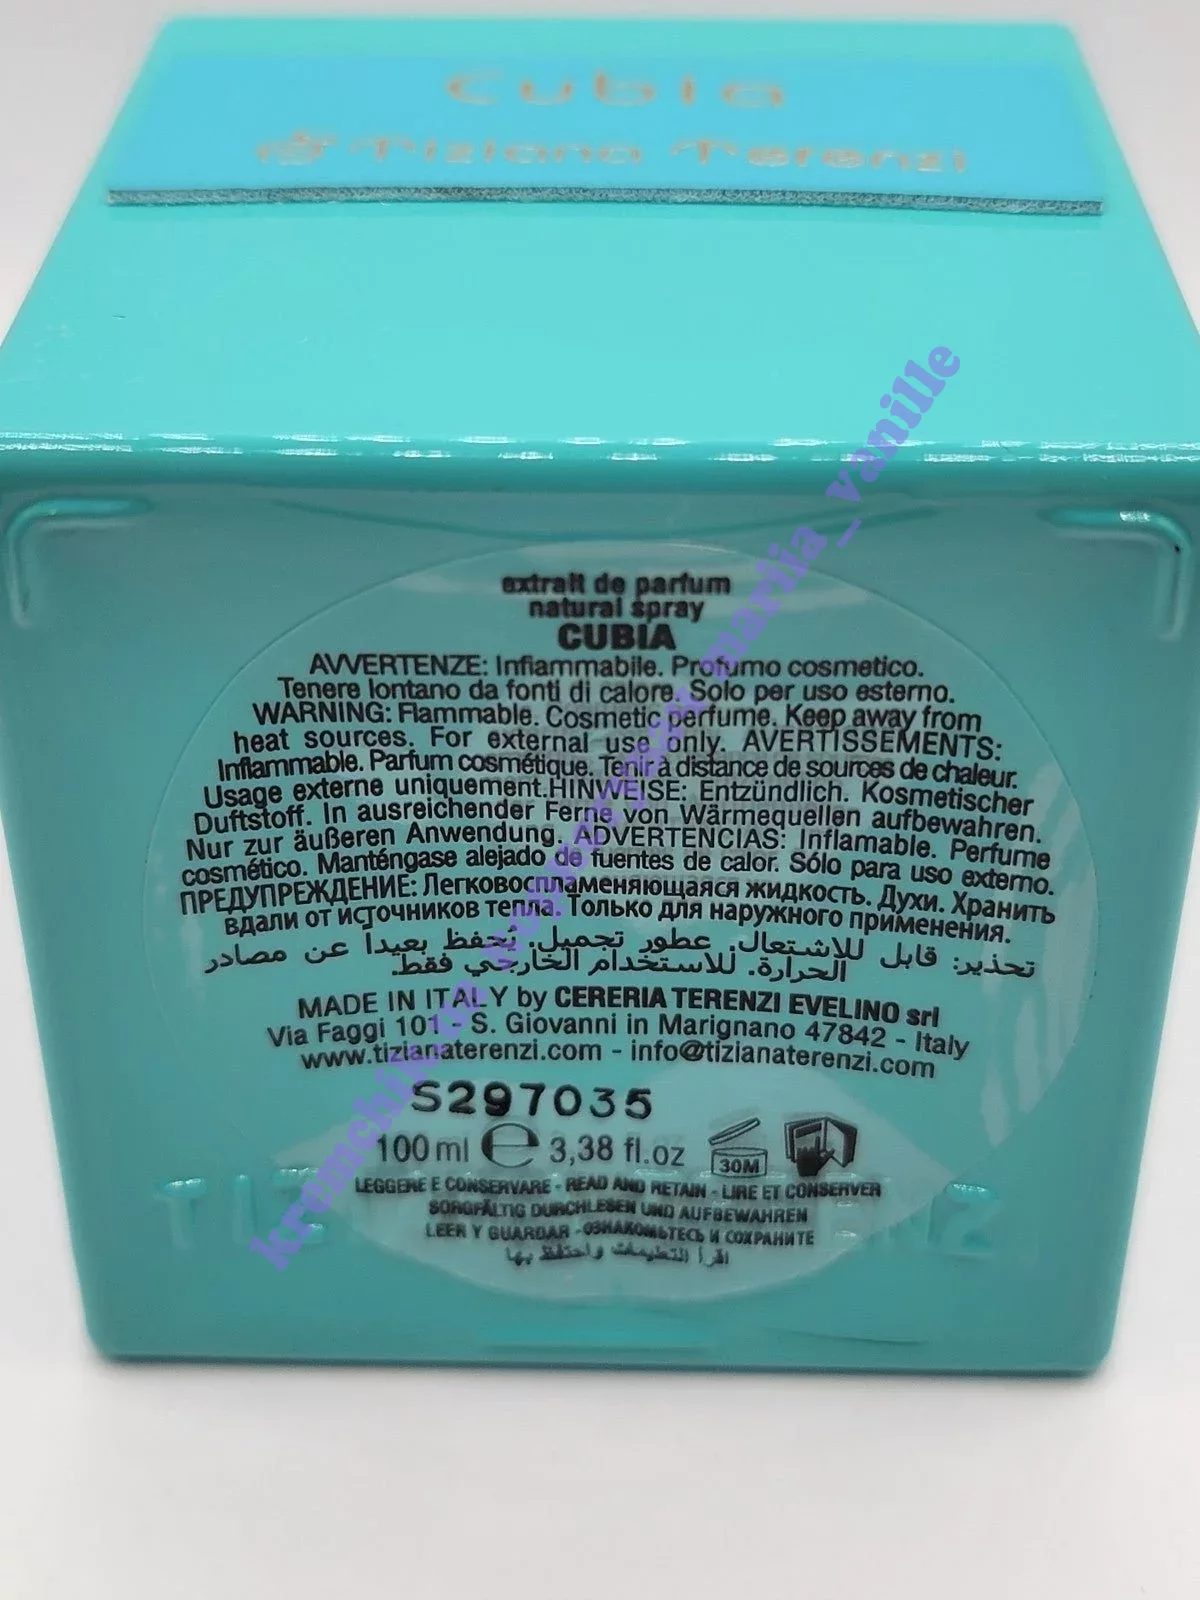 Cubia
Tiziana Terenzi
extrait de parfum
natural spray
CUBIA
AVVERTENZE: Infiammabile. Profumo cosmetico.
Tenere lontano da fonti di calore. Solo per uso esterno.
WARNING: Flammable. Cosmetic perfume. Keep away from
heat sources. For external use only. AVERTISSEMENTS:
Inflammable. Parfum cosmétique. Tenir à distance de sources de chaleur.
Usage externe uniquement.HINWEISE: Entzündlich. Kosmetischer
Duftstoff. In ausreichender Ferne von Wärmequellen aufbewahren.
Nur zur äußeren Anwendung. ADVERTENCIAS: Inflamable. Perfume
cosmético. Manténgase alejado de fuentes de calor. Sólo para uso externo.
ПРЕДУПРЕЖДЕНИЕ: Легковоспламеняющаяся жидкость. Духи. Хранить
вдали от источников тепла. Только для наружного применения.
تحذير: قابل للاشتعال. عطور تجميل. يُحفظ بعيداً عن مصادر
الحرارة. للاستخدام الخارجي فقط.
MADE IN ITALY by CERERIA TERENZI EVELINO srl
Via Faggi 101 - S. Giovanni in Marignano 47842 - Italy
www.tizianaterenzi.com - info@tizianaterenzi.com
S297035
100 ml e 3,38 fl.oz 30M
LEGGERE E CONSERVARE - READ AND RETAIN - LIRE ET CONSERVER
SORGFÄLTIG DURCHLESEN UND AUFBEWAHREN
LEER Y GUARDAR - ОЗНАКОМЬТЕСЬ И СОХРАНИТЕ
اقرأ التعليمات واحتفظ بها